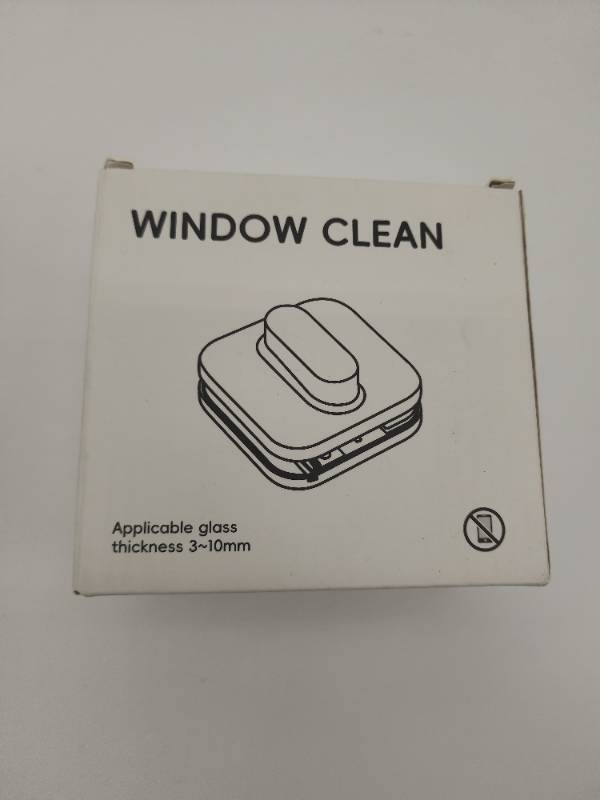 WINDOW CLEAN
Applicable glass
thickness 3~10mm